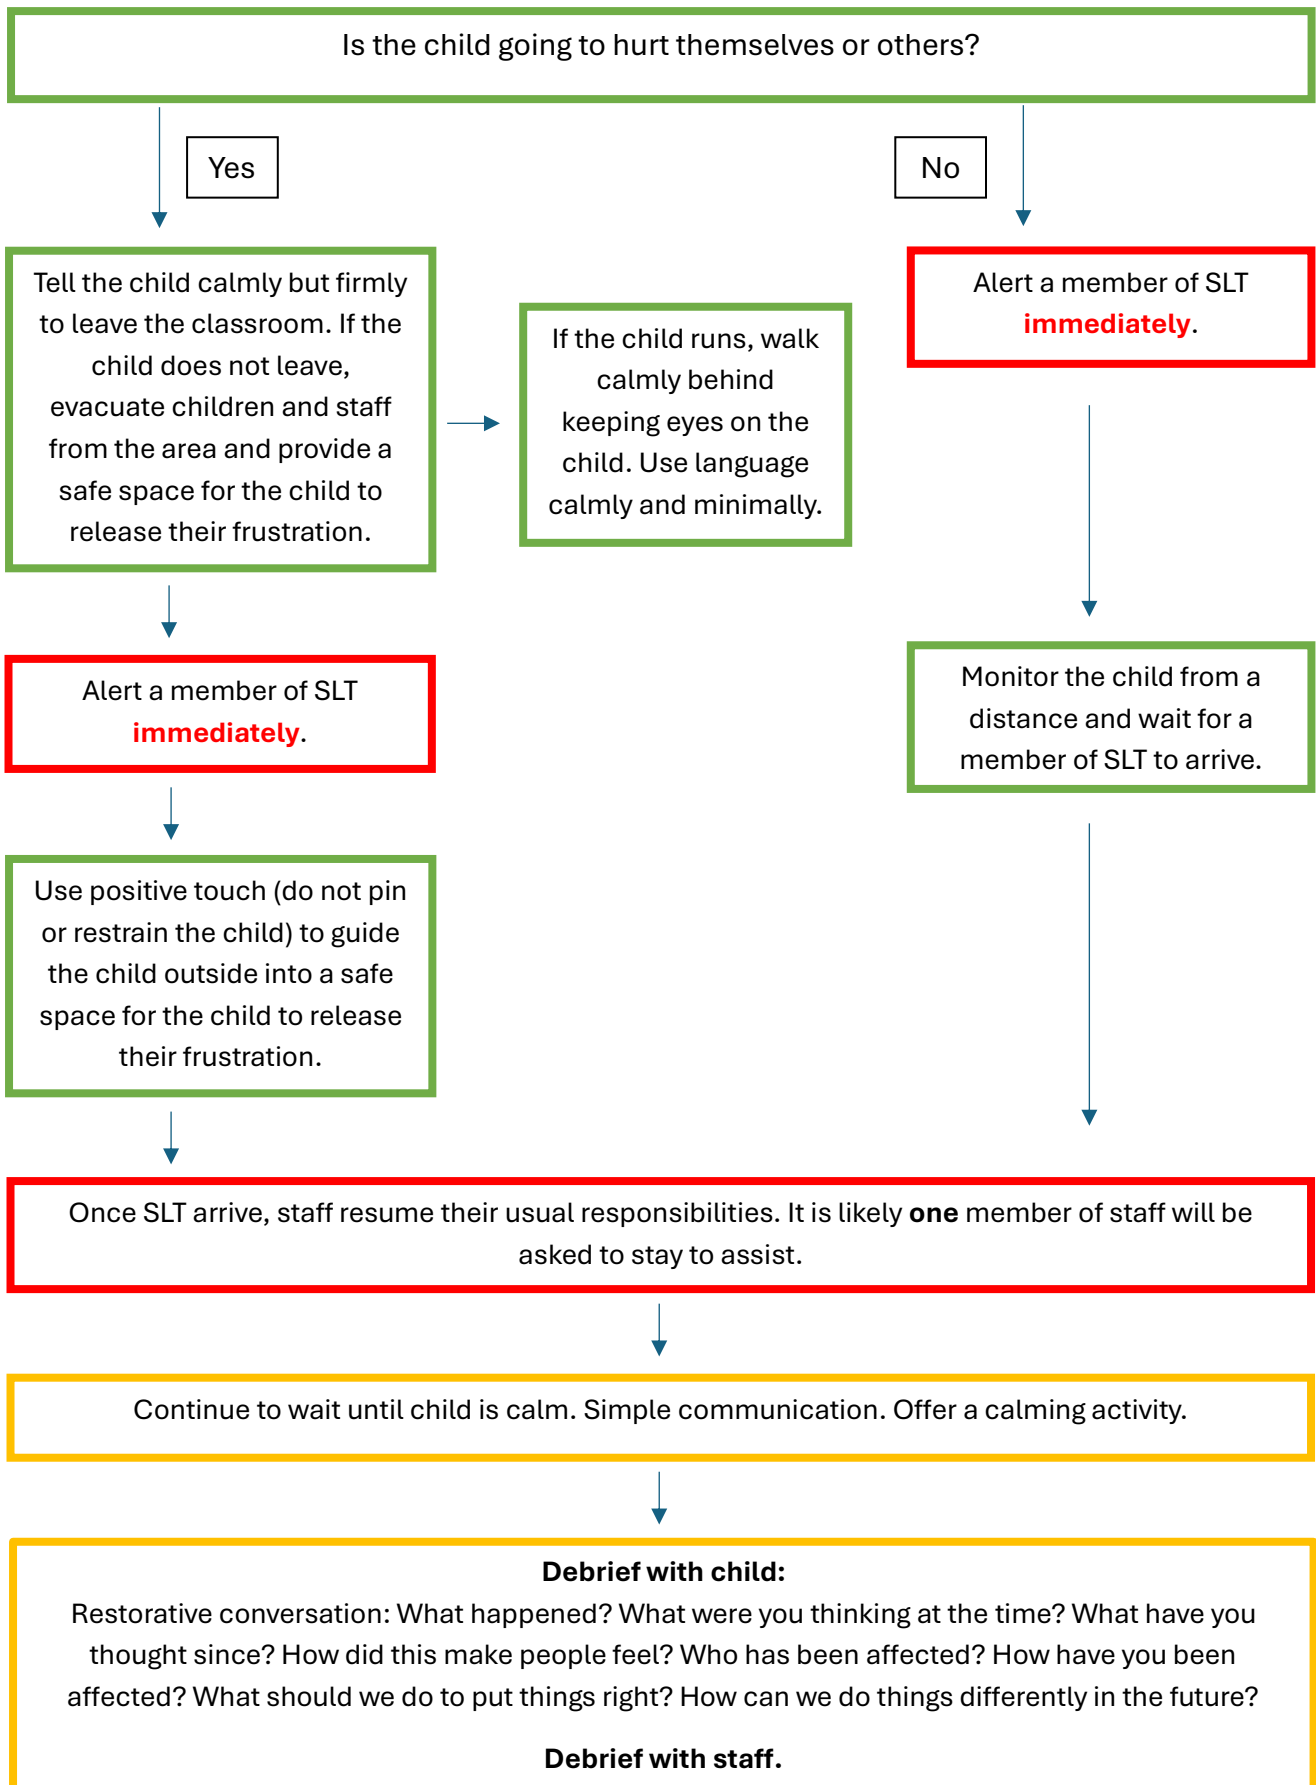 Is the child going to hurt themselves or others?
Yes
No
Tell the child calmly but firmly
to leave the classroom. If the
child does not leave,
evacuate children and staff
from the area and provide a
safe space for the child to
release their frustration.
If the child runs, walk
calmly behind
keeping eyes on the
child. Use language
calmly and minimally.
Alert a member of SLT
immediately.
Alert a member of SLT
immediately.
Monitor the child from a
distance and wait for a
member of SLT to arrive.
Use positive touch (do not pin
or restrain the child) to guide
the child outside into a safe
space for the child to release
their frustration.
Once SLT arrive, staff resume their usual responsibilities. It is likely one member of staff will be
asked to stay to assist.
Continue to wait until child is calm. Simple communication. Offer a calming activity.
Debrief with child:
Restorative conversation: What happened? What were you thinking at the time? What have you
thought since? How did this make people feel? Who has been affected? How have you been
affected? What should we do to put things right? How can we do things differently in the future?
Debrief with staff.